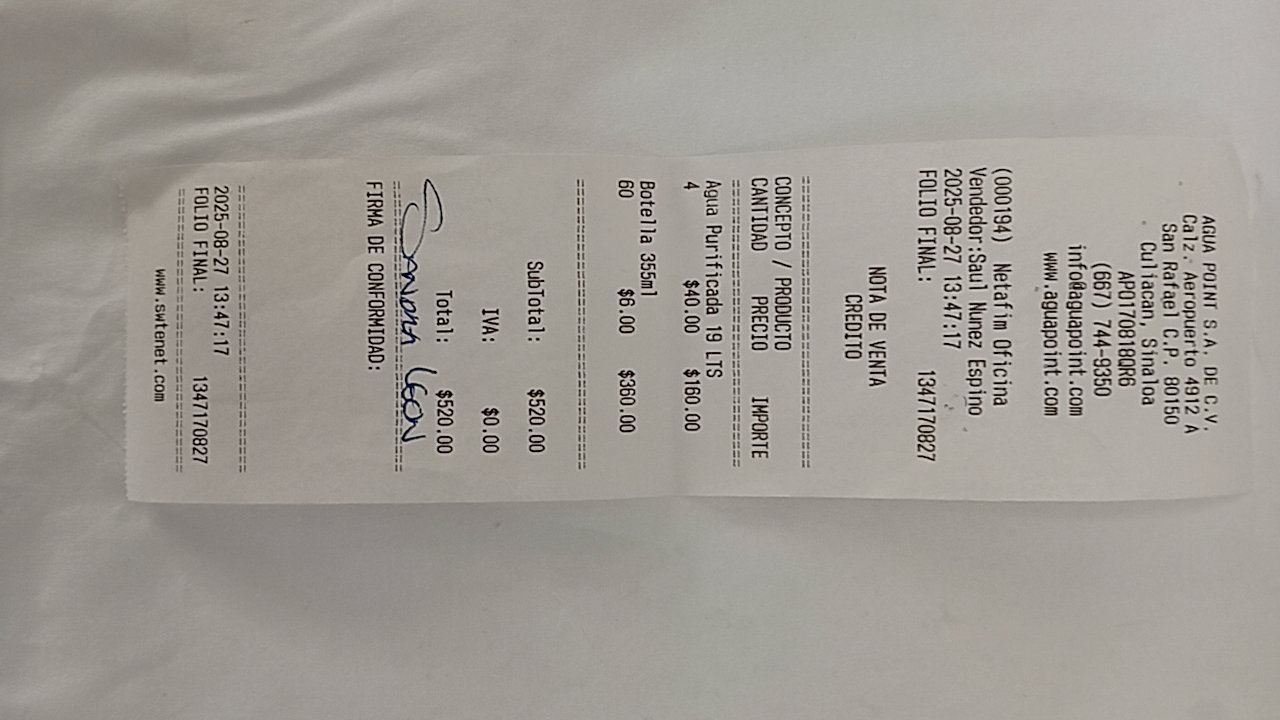 AGUA POINT S.A. DE C.V.
Calz. Aeropuerto 4912 A
San Rafael C.P. 80150
Culiacan, Sinaloa
APO170818QR6
(667) 744-9350
info@aguapoint.com
www.aguapoint.com
(000194) Netafim Oficina
Vendedor:Saul Nunez Espino
2025-08-27 13:47:17
FOLIO FINAL: 1347170827
NOTA DE VENTA
CREDITO
CONCEPTO / PRODUCTO
CANTIDAD PRECIO IMPORTE
Agua Purificada 19 LTS
4 $40.00 $160.00
Botella 355ml
60 $6.00 $360.00
SubTotal: $520.00
IVA: $0.00
Total: $520.00
SANDRA LEON
FIRMA DE CONFORMIDAD:
2025-08-27 13:47:17
FOLIO FINAL: 1347170827
www.swtenet.com